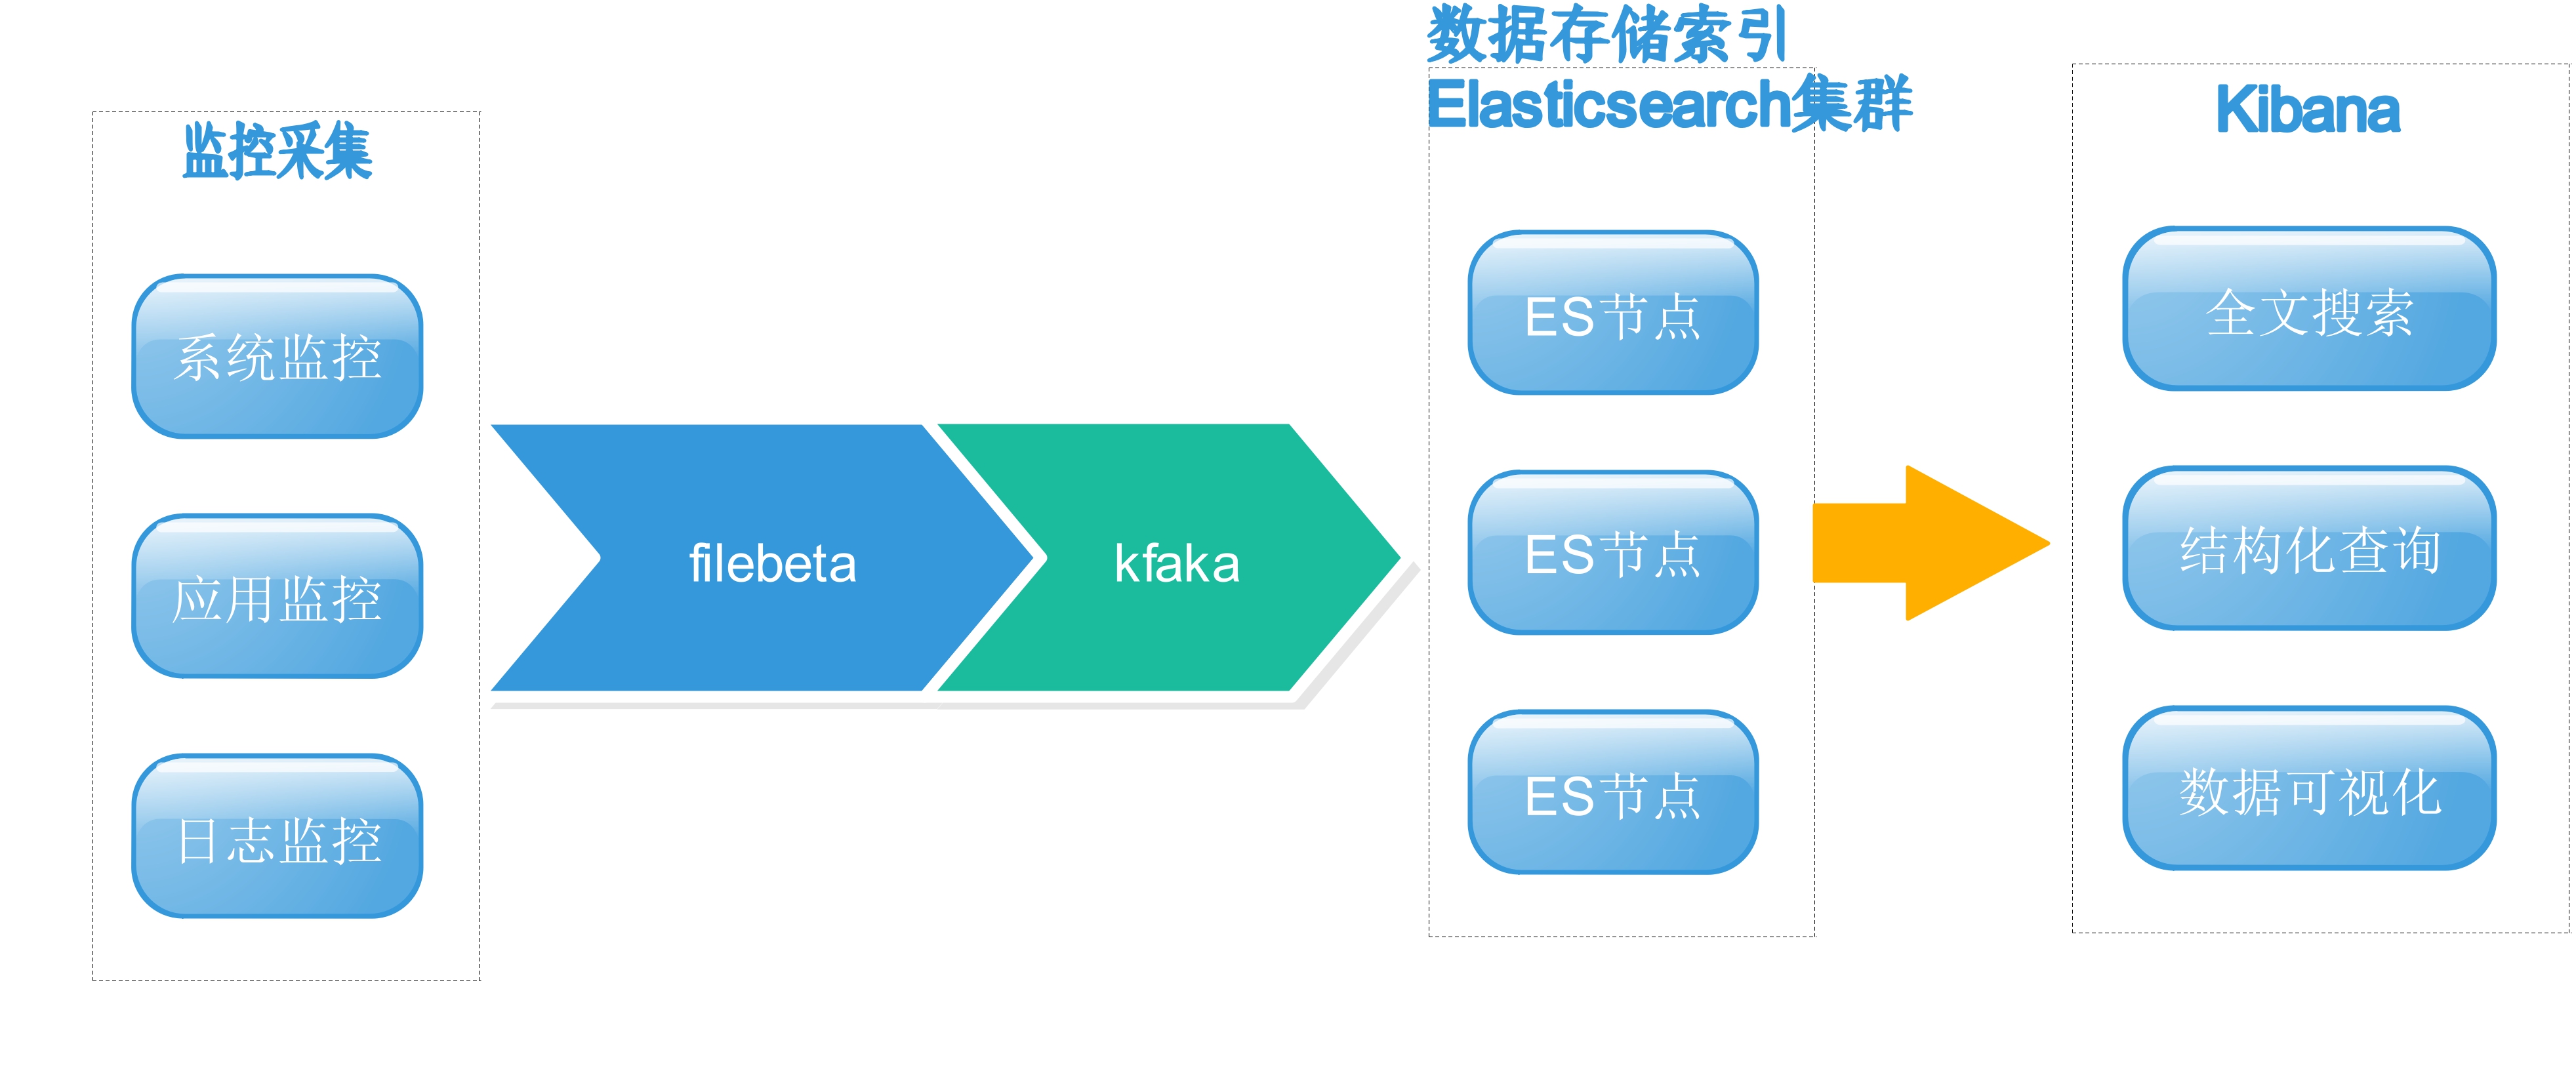 监控采集
系统监控
应用监控
日志监控
filebeta
kfaka
数据存储索引
Elasticsearch集群
ES节点
ES节点
ES节点
Kibana
全文搜索
结构化查询
数据可视化